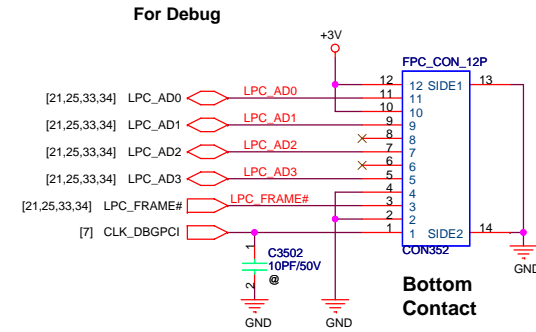 For Debug
+3V
FPC_CON_12P
12 12 SIDE1 13
[21,25,33,34] LPC_AD0 LPC_AD0 11 11
10 10
[21,25,33,34] LPC_AD1 LPC_AD1 9 9
8 8
[21,25,33,34] LPC_AD2 LPC_AD2 7 7
6 6
[21,25,33,34] LPC_AD3 LPC_AD3 5 5
4 4
[21,25,33,34] LPC_FRAME# LPC_FRAME# 3 3
2 2
[7] CLK_DBGPCI 1 1 SIDE2 14
CON352
1
C3502
10PF/50V
@
2
GND
GND
GND
Bottom
Contact